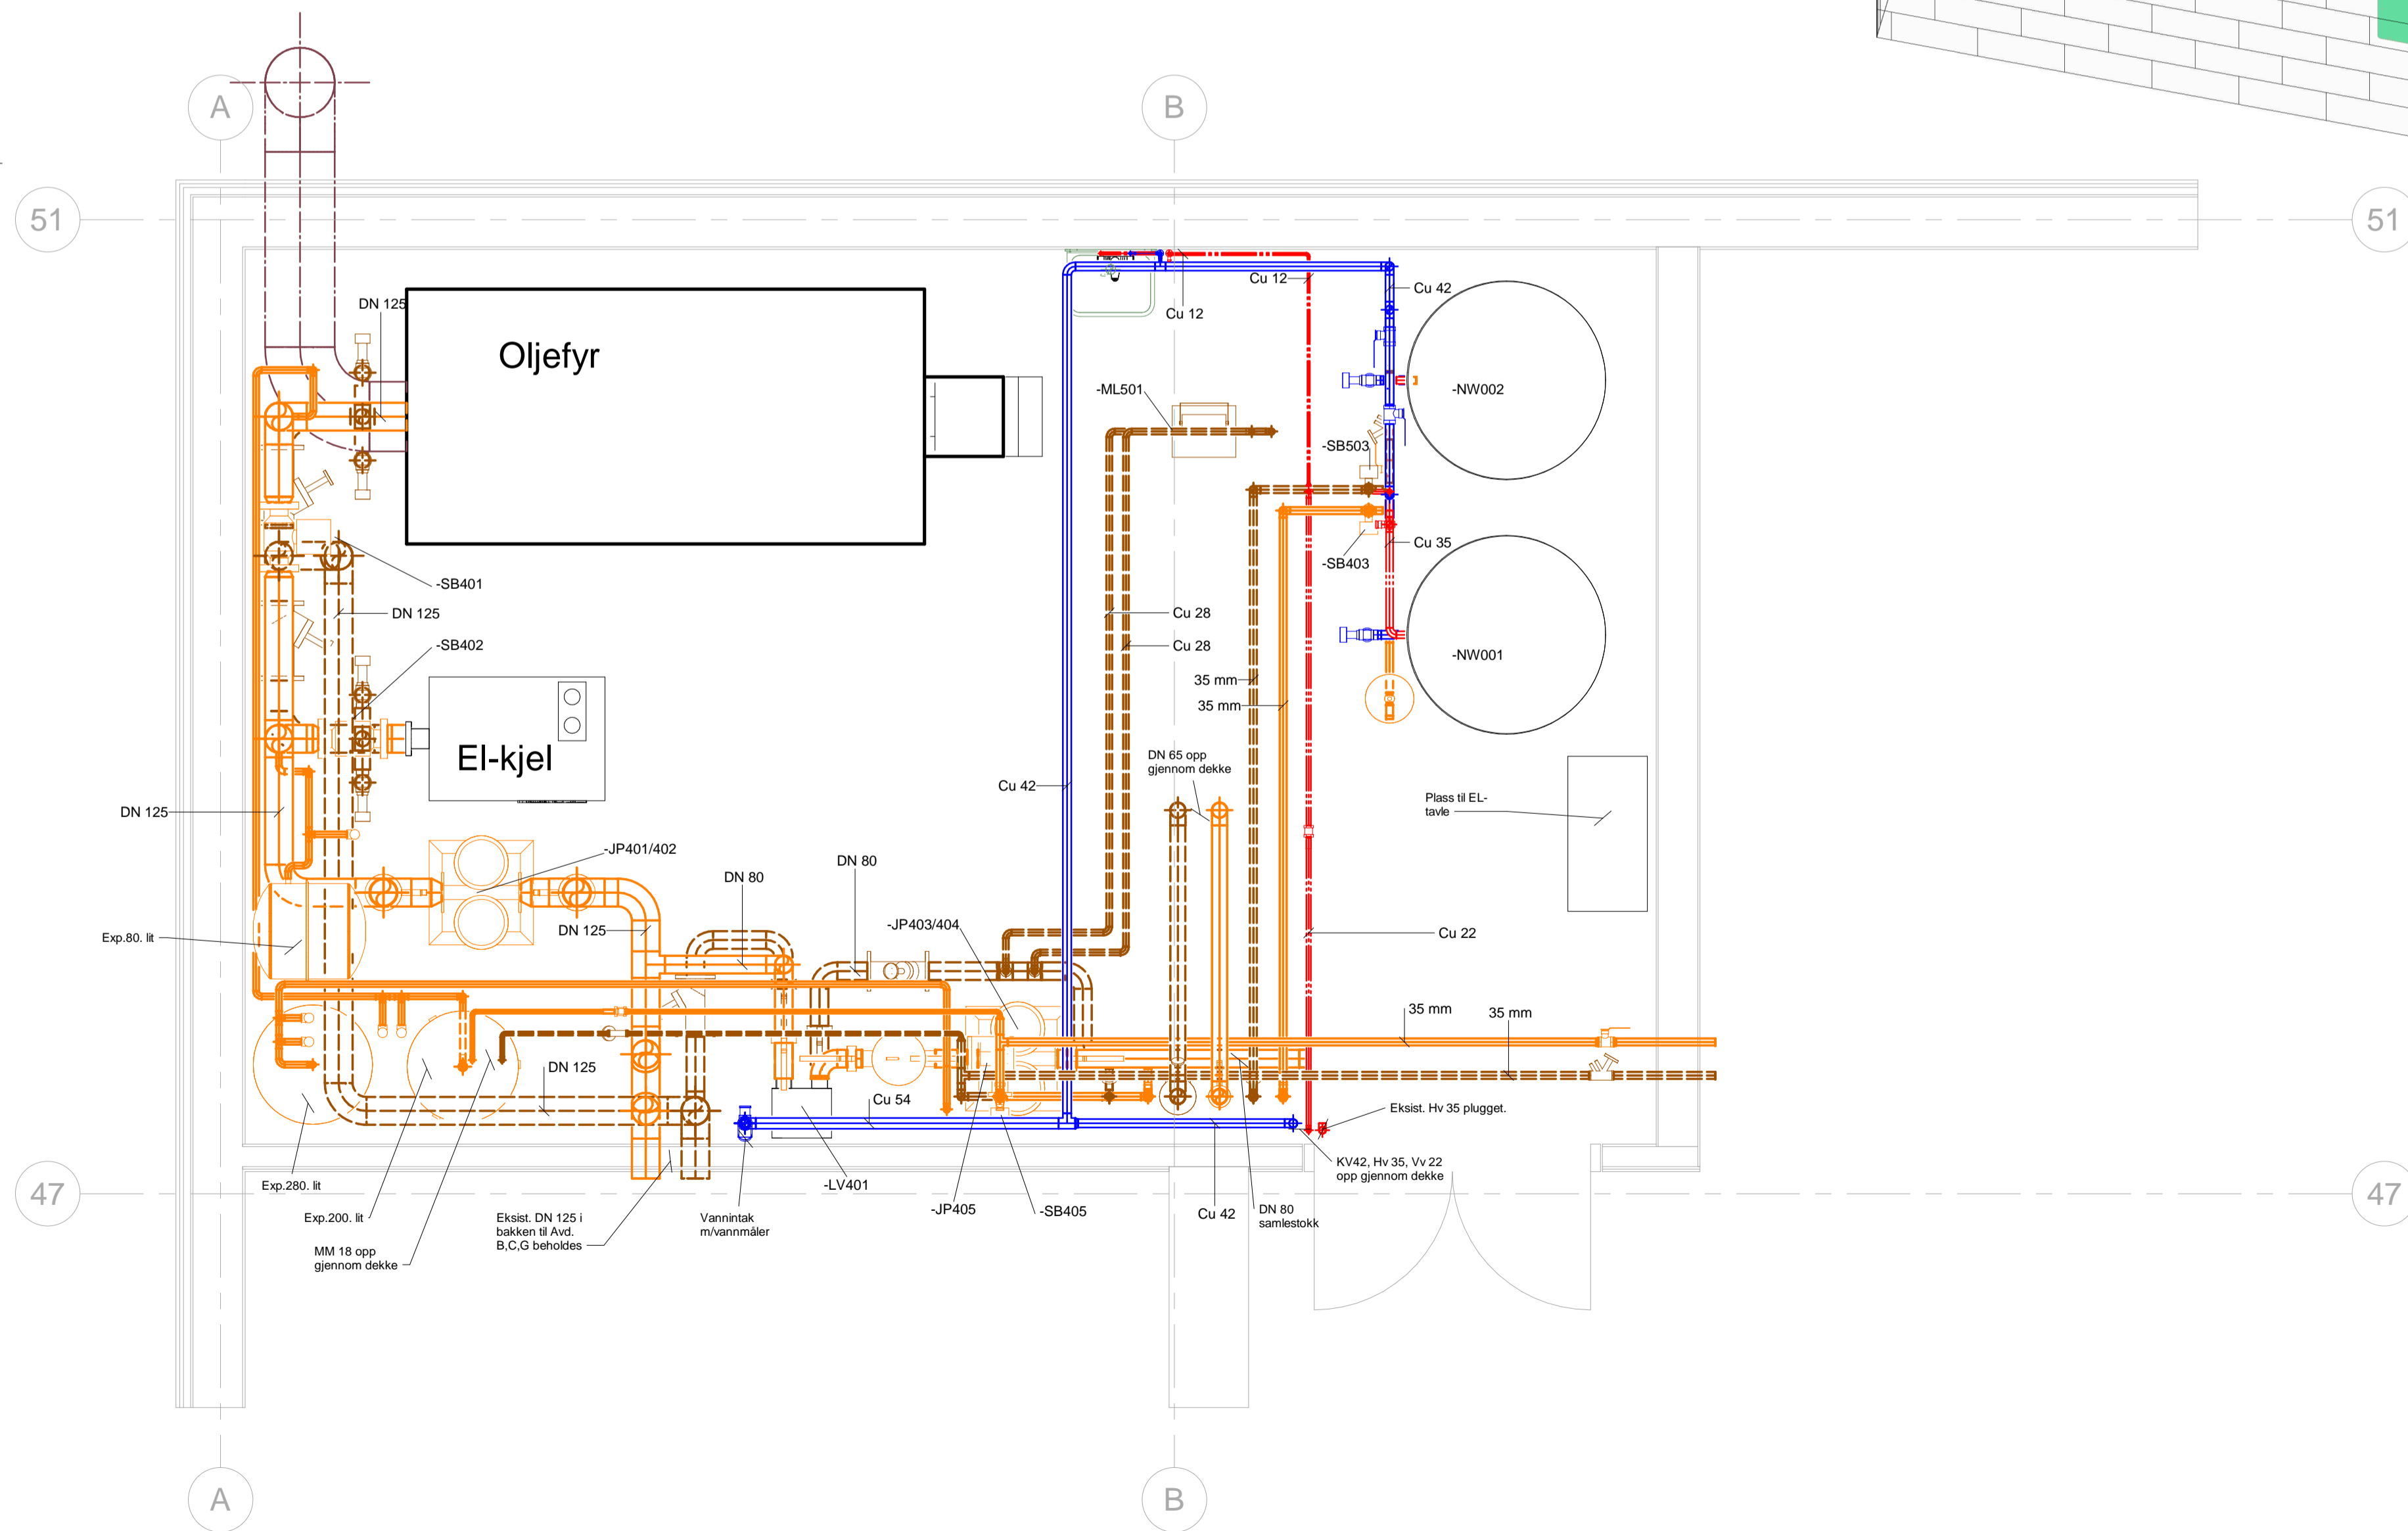 A
B
51
51
DN 125
Oljefyr
Cu 12
Cu 42
Cu 12
-ML501
-NW002
-SB503
Cu 35
-SB403
-SB401
DN 125
Cu 28
-SB402
Cu 28
-NW001
35 mm
35 mm
El-kjel
DN 65 opp
gjennom dekke
Cu 42
Plass til EL-
tavle
DN 125
-JP401/402
DN 80
DN 80
-JP403/404
DN 125
Exp.80. lit
Cu 22
35 mm
35 mm
DN 125
Cu 54
Eksist. Hv 35 plugget.
KV42, Hv 35, Vv 22
opp gjennom dekke
Exp.280. lit
-LV401
47
47
Exp.200. lit
Eksist. DN 125 i
bakken til Avd.
B,C,G beholdes
Vannintak
m/vannmåler
-JP405
-SB405
Cu 42
DN 80
samlestokk
MM 18 opp
gjennom dekke
A
B